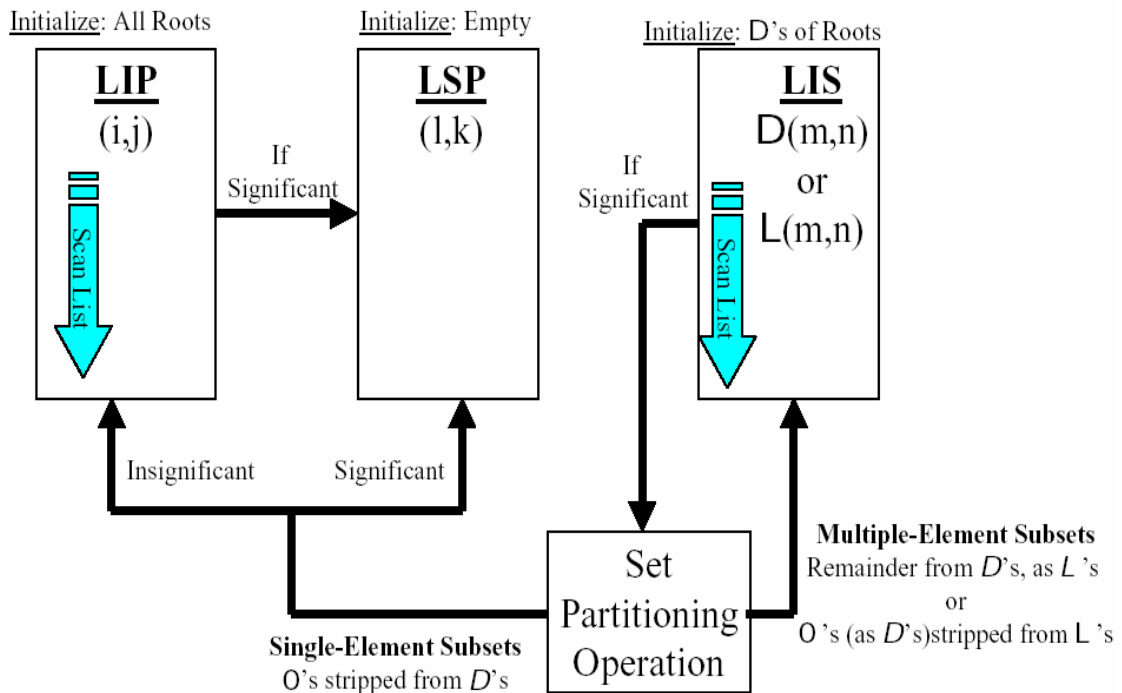 Initialize: All Roots
Initialize: Empty
Initialize: D's of Roots
LIP
(i,j)
Scan List
If
Significant
LSP
(l,k)
If
Significant
LIS
D(m,n)
or
L(m,n)
Scan List
Insignificant
Significant
Set
Partitioning
Operation
Single-Element Subsets
O's stripped from D's
Multiple-Element Subsets
Remainder from D's, as L 's
or
O 's (as D's)stripped from L 's